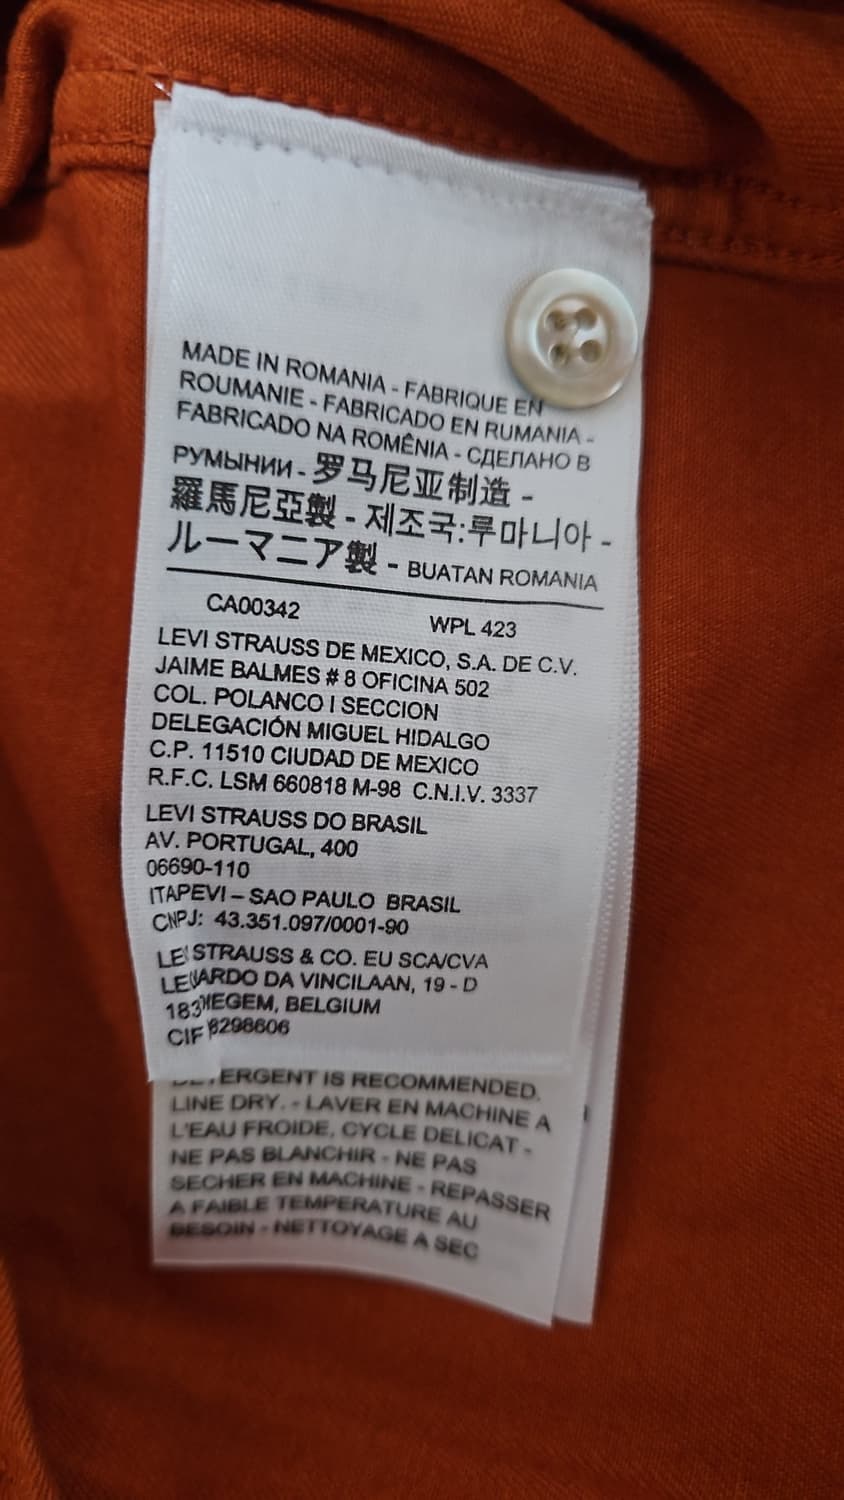 MADE IN ROMANIA - FABRIQUE EN
ROUMANIE - FABRICADO EN RUMANIA -
FABRICADO NA ROMÊNIA - СДЕЛАНО В
РУМЫНИИ - 罗马尼亚制造 -
羅馬尼亞製 - 제조국:루마니아 -
ルーマニア製 - BUATAN ROMANIA
CA00342 WPL 423
LEVI STRAUSS DE MEXICO, S.A. DE C.V.
JAIME BALMES # 8 OFICINA 502
COL. POLANCO I SECCION
DELEGACIÓN MIGUEL HIDALGO
C.P. 11510 CIUDAD DE MEXICO
R.F.C. LSM 660818 M-98 C.N.I.V. 3337
LEVI STRAUSS DO BRASIL
AV. PORTUGAL, 400
06690-110
ITAPEVI – SAO PAULO BRASIL
CNPJ: 43.351.097/0001-90
STRAUSS & CO. EU SCA/CVA
DA VINCILAAN, 19 - D
BELGIUM
CIF
IS RECOMMENDED.
LINE DRY. - LAVER EN MACHINE A
L'EAU FROIDE, CYCLE DELICAT -
NE PAS BLANCHIR - NE PAS
SECHER EN MACHINE - REPASSER
A FAIBLE TEMPERATURE AU
BESOIN - NETTOYAGE A SEC